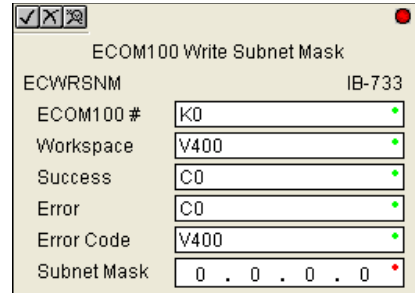 ECOM100 Write Subnet Mask
ECWRSNM IB-733
ECOM100 # K0
Workspace V400
Success C0
Error C0
Error Code V400
Subnet Mask 0 . 0 . 0 . 0